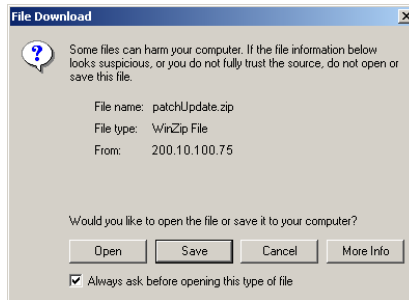 File Download
Some files can harm your computer. If the file information below
looks suspicious, or you do not fully trust the source, do not open or
save this file.
File name: patchUpdate.zip
File type: WinZip File
From: 200.10.100.75
Would you like to open the file or save it to your computer?
Open Save Cancel More Info
Always ask before opening this type of file